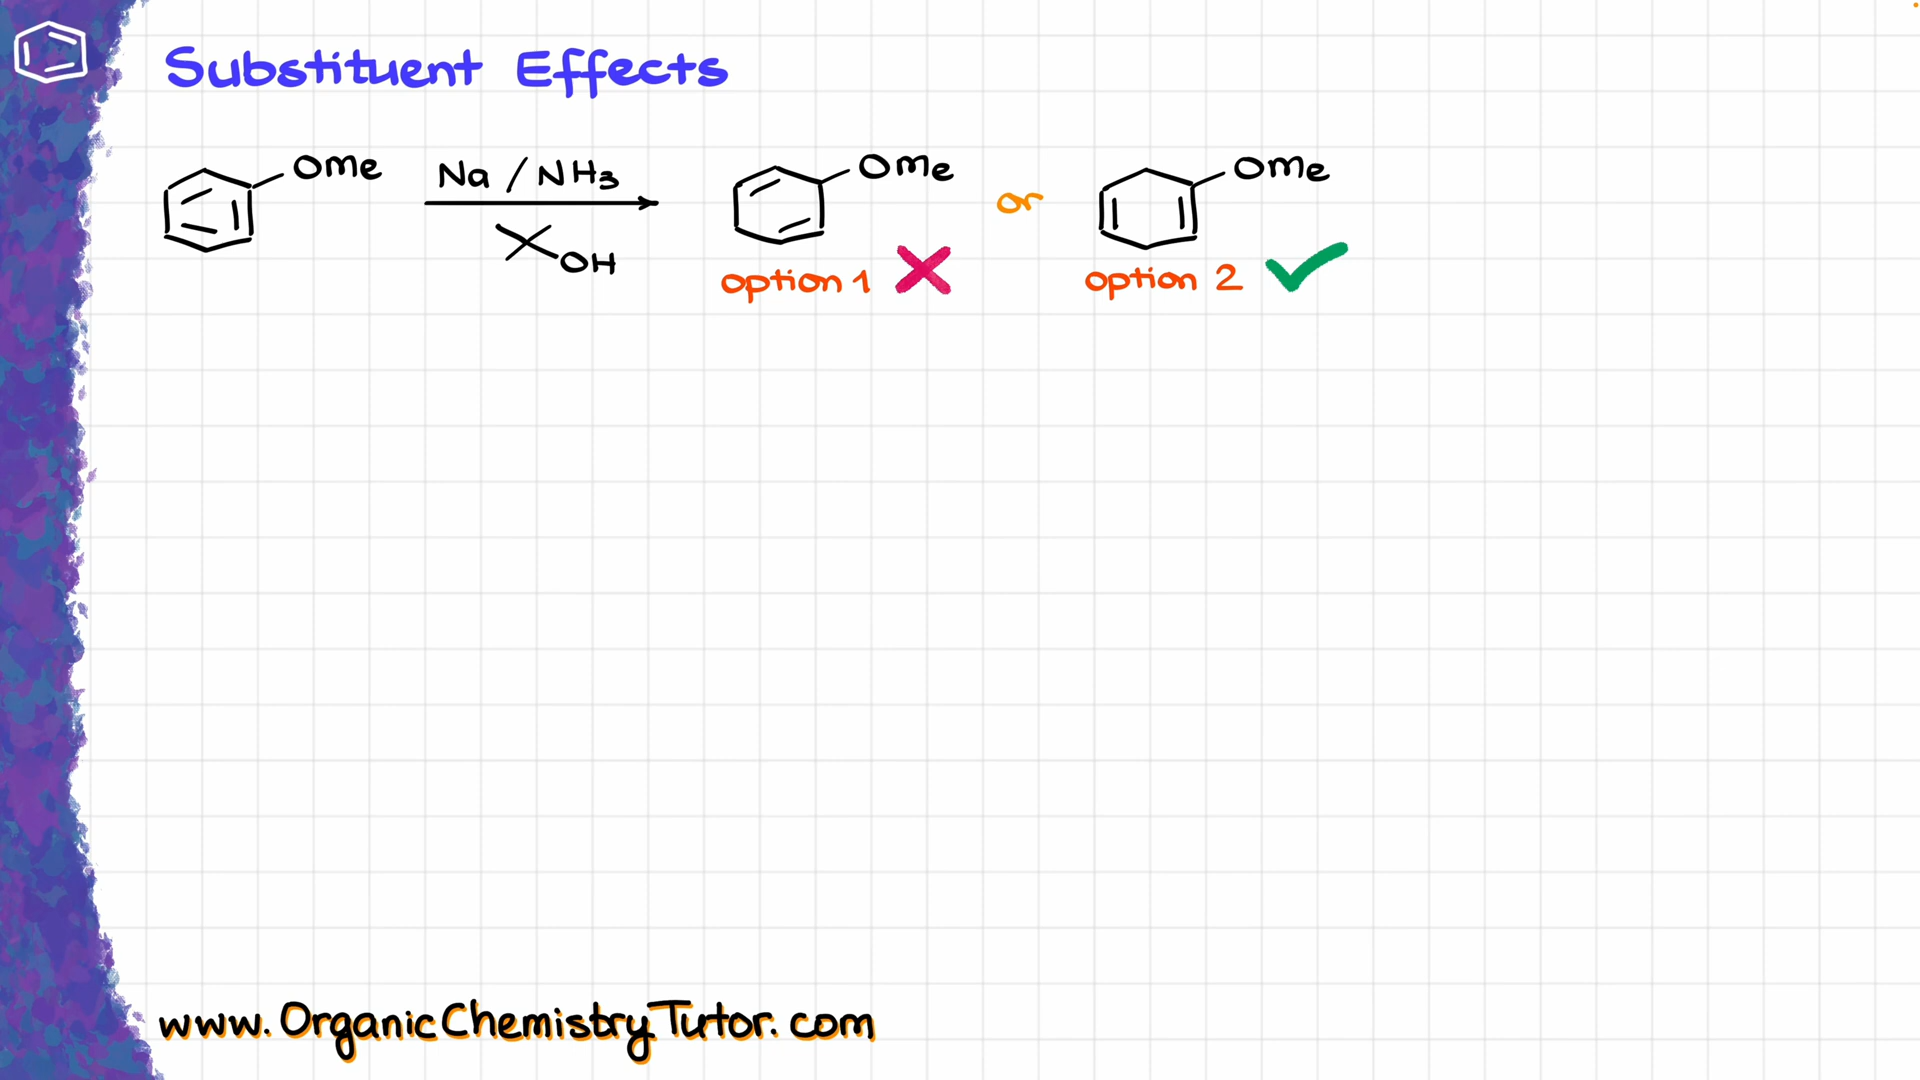 Substituent Effects
OMe
Na / NH₃
OH
OMe
or
OMe
option 1
option 2
www.OrganicChemistryTutor.com